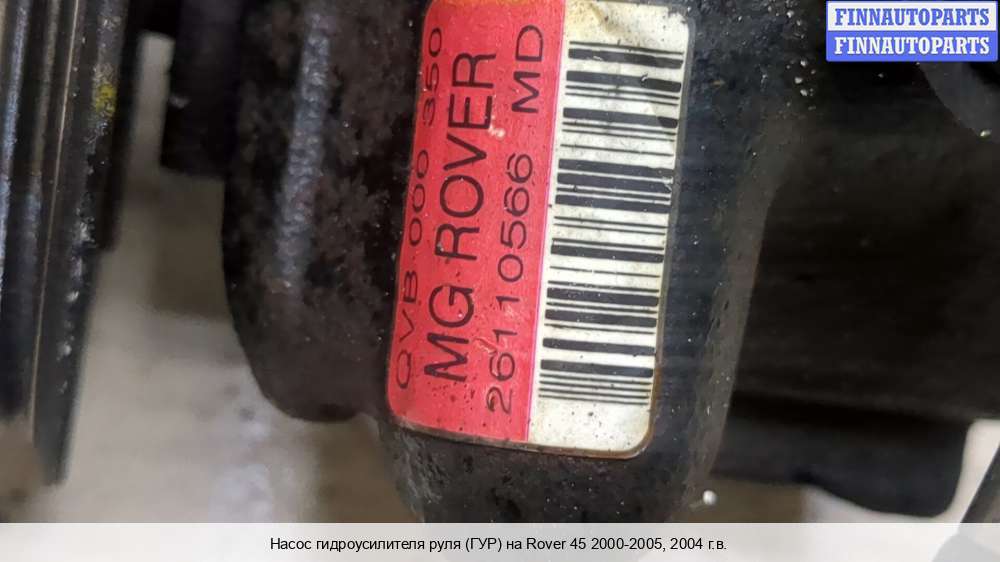 FINNAUTOPARTS
FINNAUTOPARTS
QVB 000 350
MG ROVER
26110566 MD
Насос гидроусилителя руля (ГУР) на Rover 45 2000-2005, 2004 г.в.